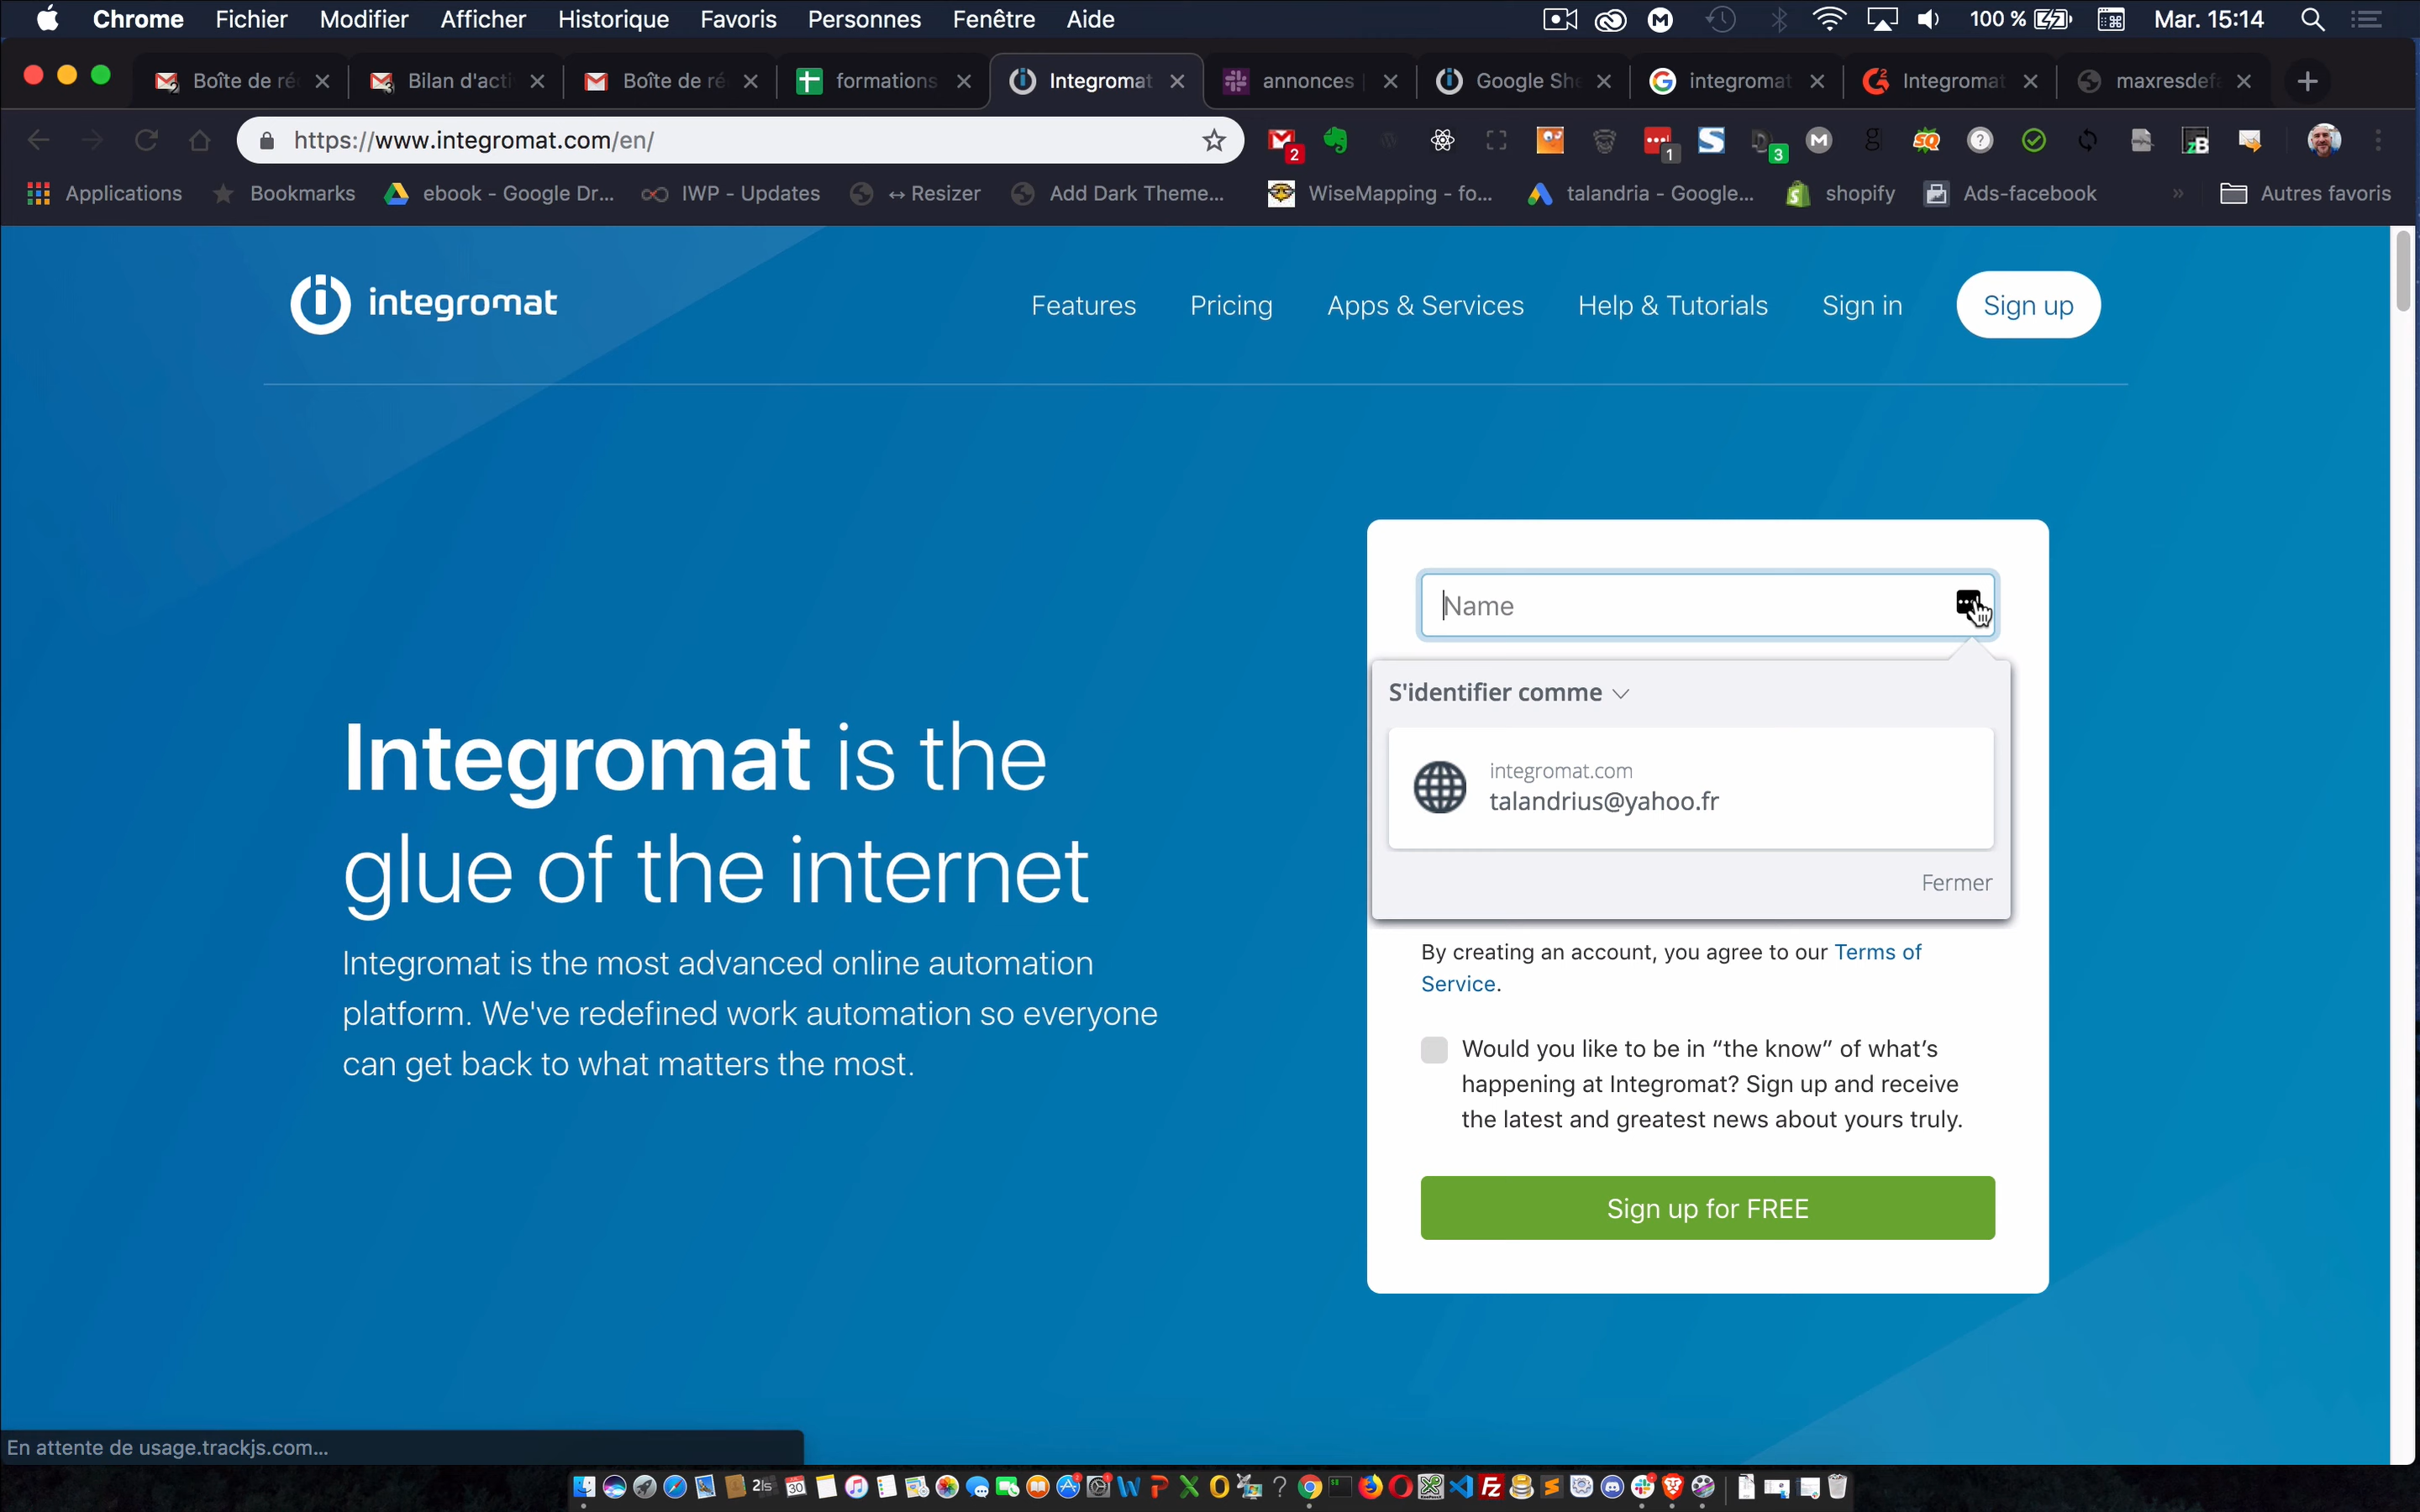 Chrome Fichier Modifier Afficher Historique Favoris Personnes Fenêtre Aide 100 % Mar. 15:14
Boîte de ré Bilan d'acti Boîte de ré formations Integromat annonces | Google She integromat Integromat maxresdefa
https://www.integromat.com/en/
2 1 3
Applications Bookmarks ebook - Google Dr... IWP - Updates ↔ Resizer Add Dark Theme... WiseMapping - fo... talandria - Google... shopify Ads-facebook » Autres favoris
integromat Features Pricing Apps & Services Help & Tutorials Sign in Sign up
Name
S'identifier comme
integromat.com
talandrius@yahoo.fr
Fermer
Integromat is the
glue of the internet
Integromat is the most advanced online automation
platform. We've redefined work automation so everyone
can get back to what matters the most.
By creating an account, you agree to our Terms of
Service.
Would you like to be in “the know” of what’s
happening at Integromat? Sign up and receive
the latest and greatest news about yours truly.
Sign up for FREE
En attente de usage.trackjs.com...